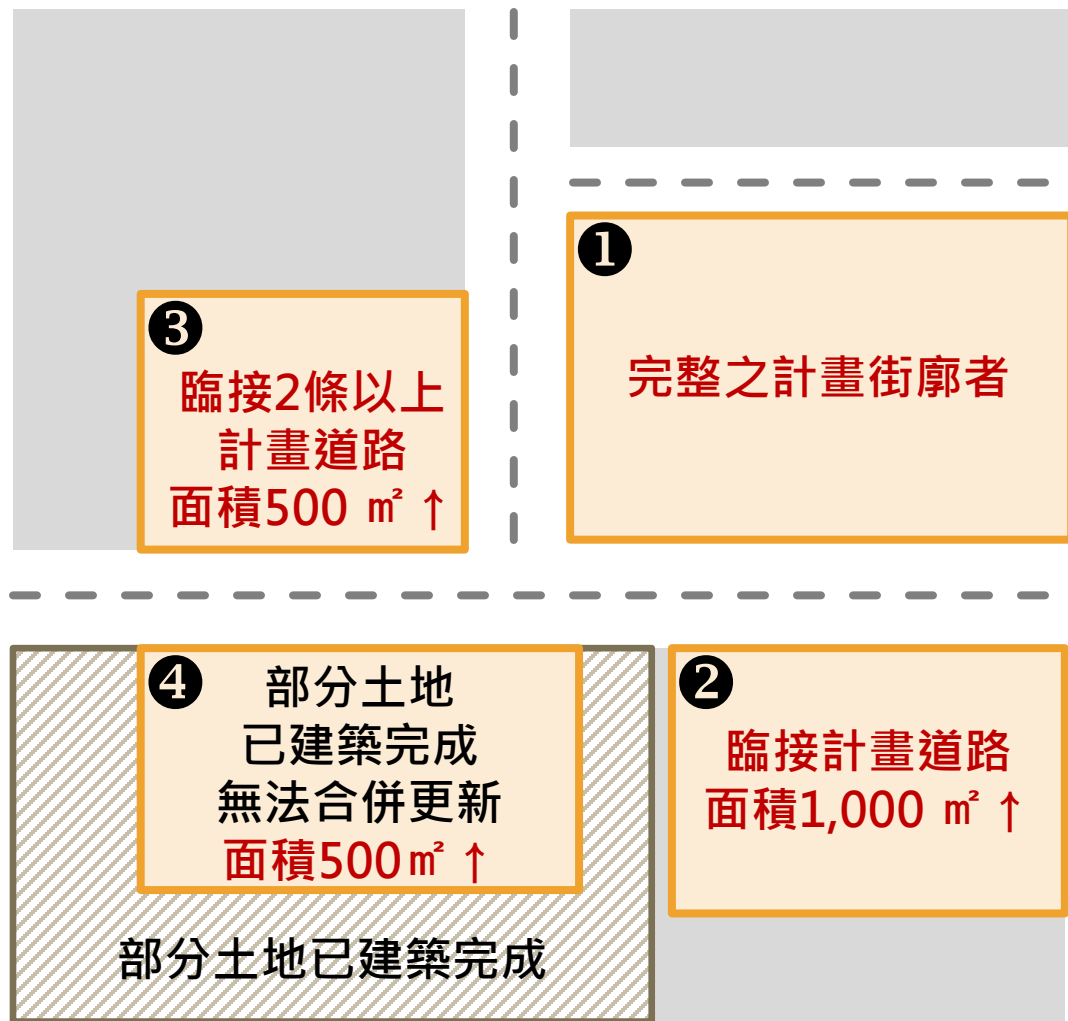 ❶
完整之計畫街廓者
❸
臨接2條以上
計畫道路
面積500 ㎡ ↑
❹
部分土地
已建築完成
無法合併更新
面積500㎡ ↑
部分土地已建築完成
❷
臨接計畫道路
面積1,000 ㎡ ↑